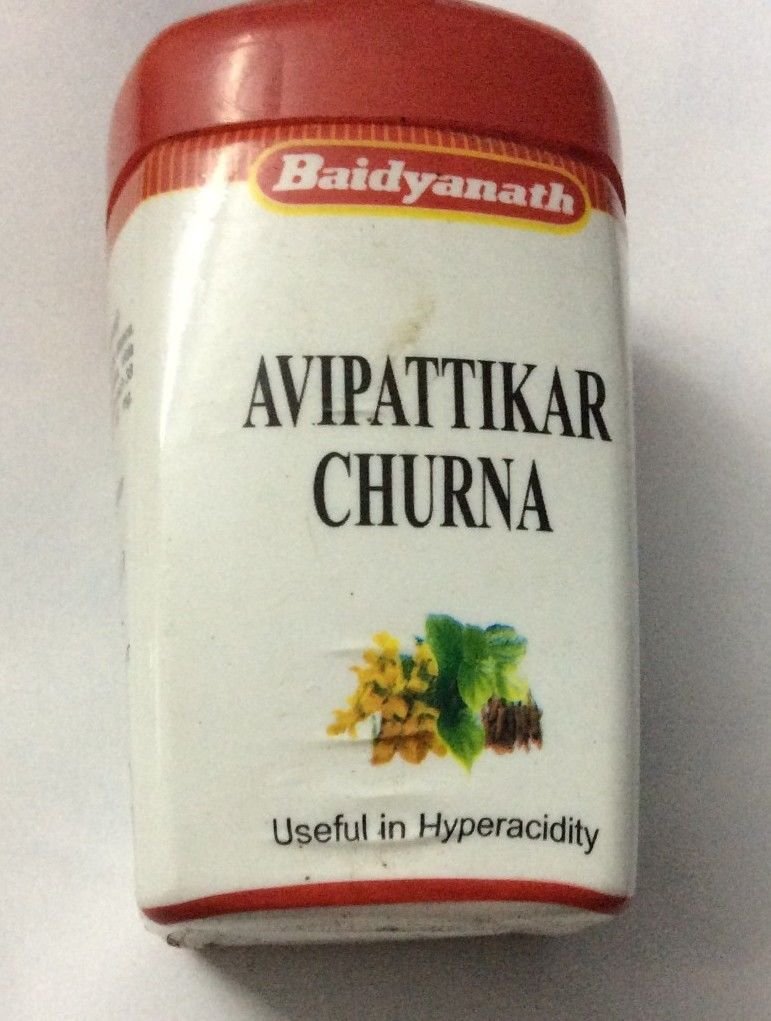 Baidyanath
AVIPATTIKAR
CHURNA
Useful in Hyperacidity